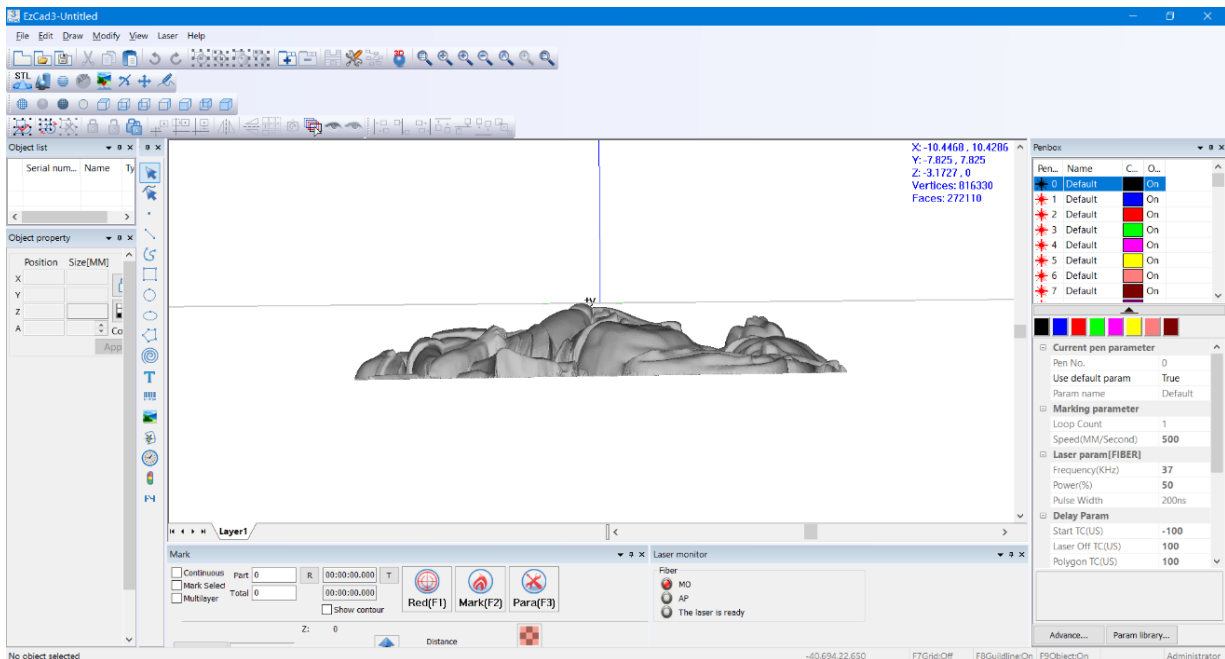 EzCad3-Untitled
File Edit Draw Modify View Laser Help
STL
3D
Object list
Serial num... Name Ty
Object property
Position Size[MM]
X
Y
Z
A
Co
App
X: -10.4468 , 10.4286
Y: -7.825 , 7.825
Z: -3.1727 , 0
Vertices: 816330
Faces: 272110
+y
Layer1
Mark
Continuous
Mark Select
Multilayer
Part 0 R 00:00:00.000 T
Total 0 00:00:00.000
Show contour
Red(F1) Mark(F2) Para(F3)
Z: 0
Distance
Laser monitor
Fiber
MO
AP
The laser is ready
Penbox
Pen... Name C... O...
0 Default On
1 Default On
2 Default On
3 Default On
4 Default On
5 Default On
6 Default On
7 Default On
Current pen parameter
Pen No. 0
Use default param True
Param name Default
Marking parameter
Loop Count 1
Speed(MM/Second) 500
Laser param[FIBER]
Frequency(KHz) 37
Power(%) 50
Pulse Width 200ns
Delay Param
Start TC(US) -100
Laser Off TC(US) 100
Polygon TC(US) 100
Advance... Param library...
No object selected
-40.694,22.650 F7Grid:Off F8Guildline:On F9Object:On Administrator